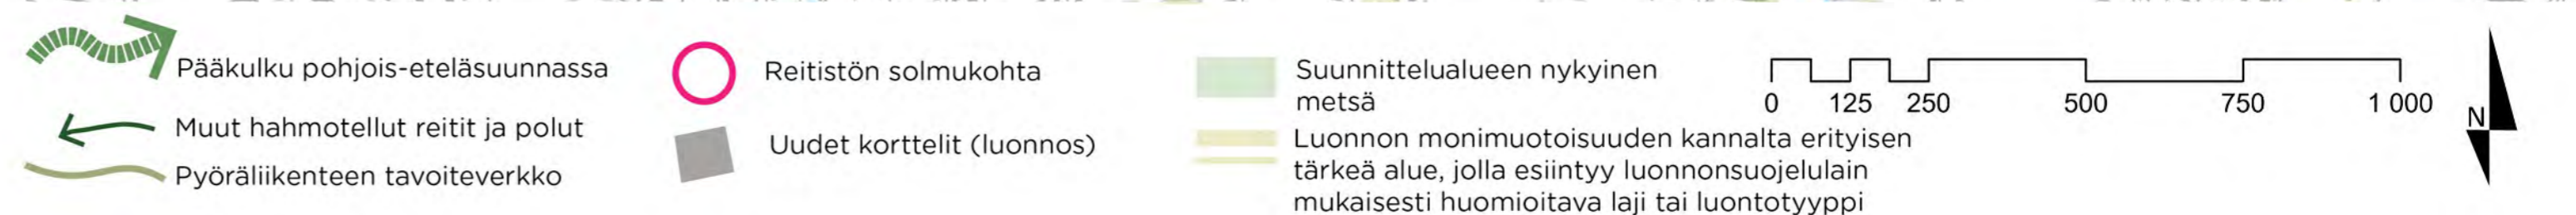 Pääkulku pohjois-eteläsuunnassa
Muut hahmotellut reitit ja polut
Pyöräliikenteen tavoiteverkko
Reitistön solmukohta
Uudet korttelit (luonnos)
Suunnittelualueen nykyinen
metsä
Luonnon monimuotoisuuden kannalta erityisen
tärkeä alue, jolla esiintyy luonnonsuojelulain
mukaisesti huomioitava laji tai luontotyyppi
0 125 250 500 750 1 000
N